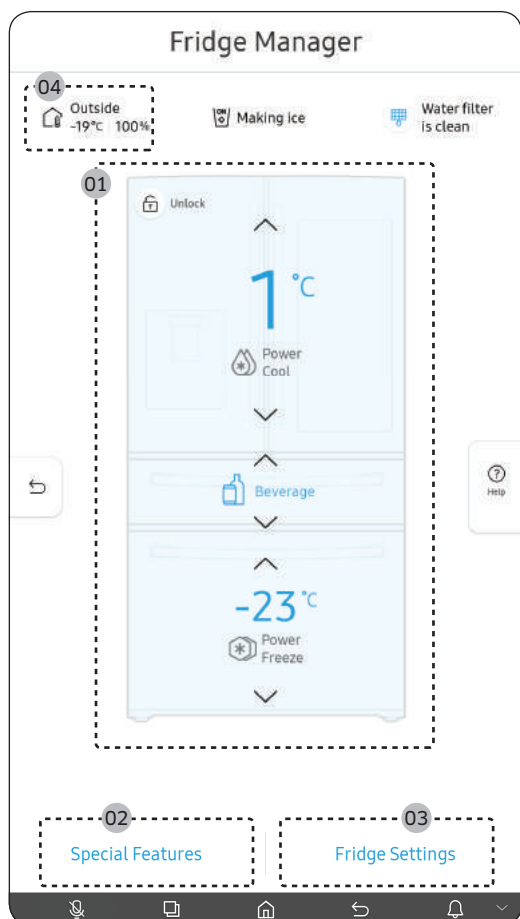 Fridge Manager
04
Outside
-19°C 100%
ON
Making ice
Water filter
is clean
01
Unlock
1 °C
Power
Cool
Beverage
-23 °C
Power
Freeze
Help
02
Special Features
03
Fridge Settings